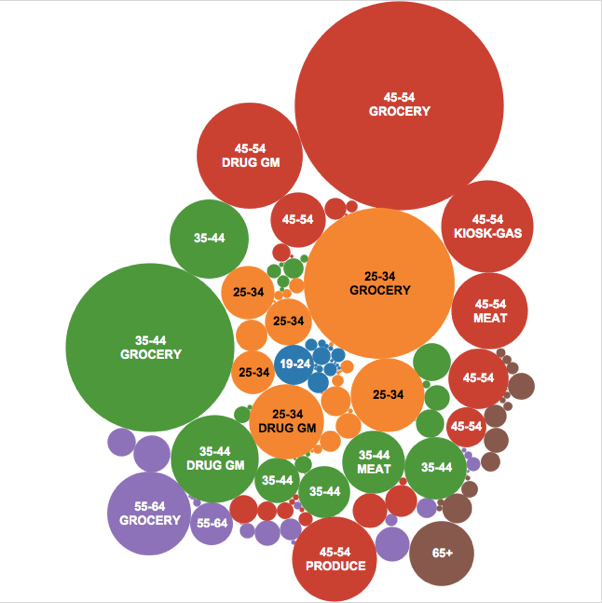 45-54
GROCERY
45-54
DRUG GM
45-54
45-54
KIOSK-GAS
35-44
25-34
GROCERY
25-34
45-54
MEAT
25-34
35-44
GROCERY
19-24
25-34
45-54
25-34
25-34
DRUG GM
45-54
35-44
DRUG GM
35-44
MEAT
35-44
35-44
35-44
55-64
GROCERY
55-64
45-54
PRODUCE
65+